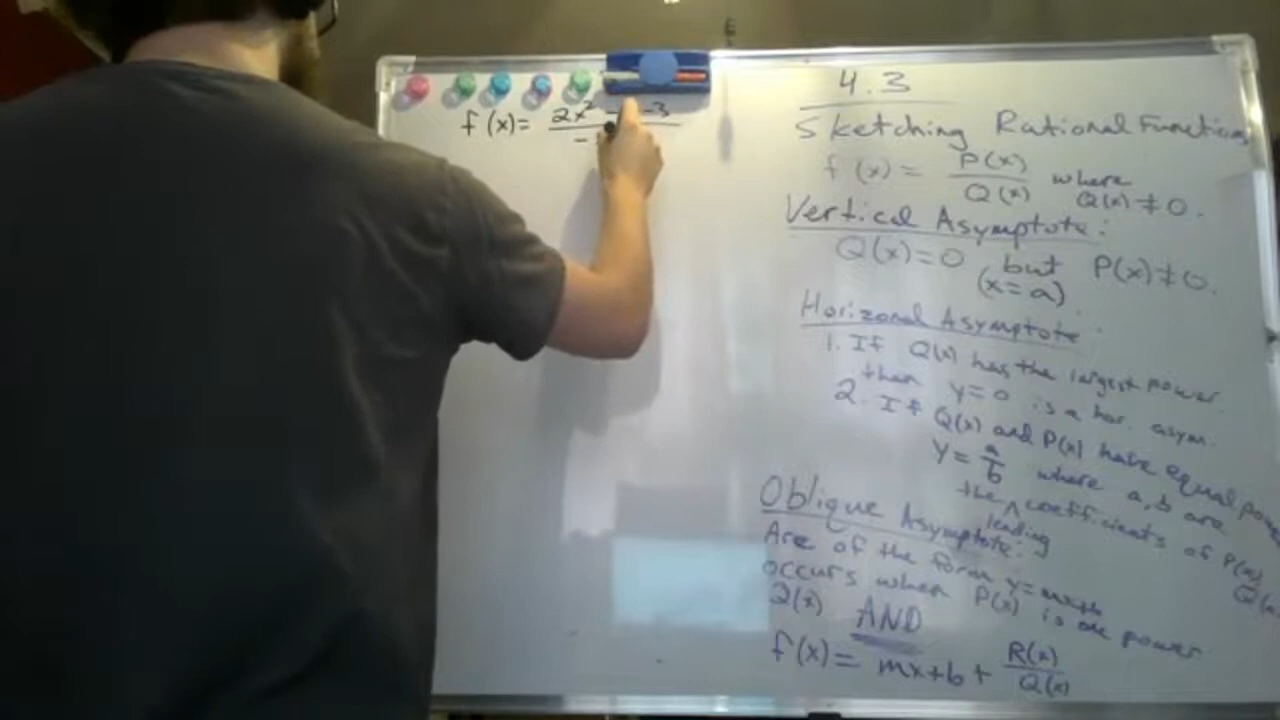 f(x)= 2x² -3
-
4.3
Sketching Rational Functions
f(x) = P(x)/Q(x) where Q(x)≠0.
Vertical Asymptote:
Q(x)=0 but P(x)≠0.
(x=a)
Horizonal Asymptote:
1. If Q(x) has the largest power.
then y=0 is a hor. asym.
2. If Q(x) and P(x) have equal power
y= a/b where a,b are
the ^ coefficients of P(x),
leading
Oblique Asymptote:
Are of the form y=mx+b
occurs when P(x) is one power
Q(x) AND
f(x)= mx+b+ R(x)/Q(x)